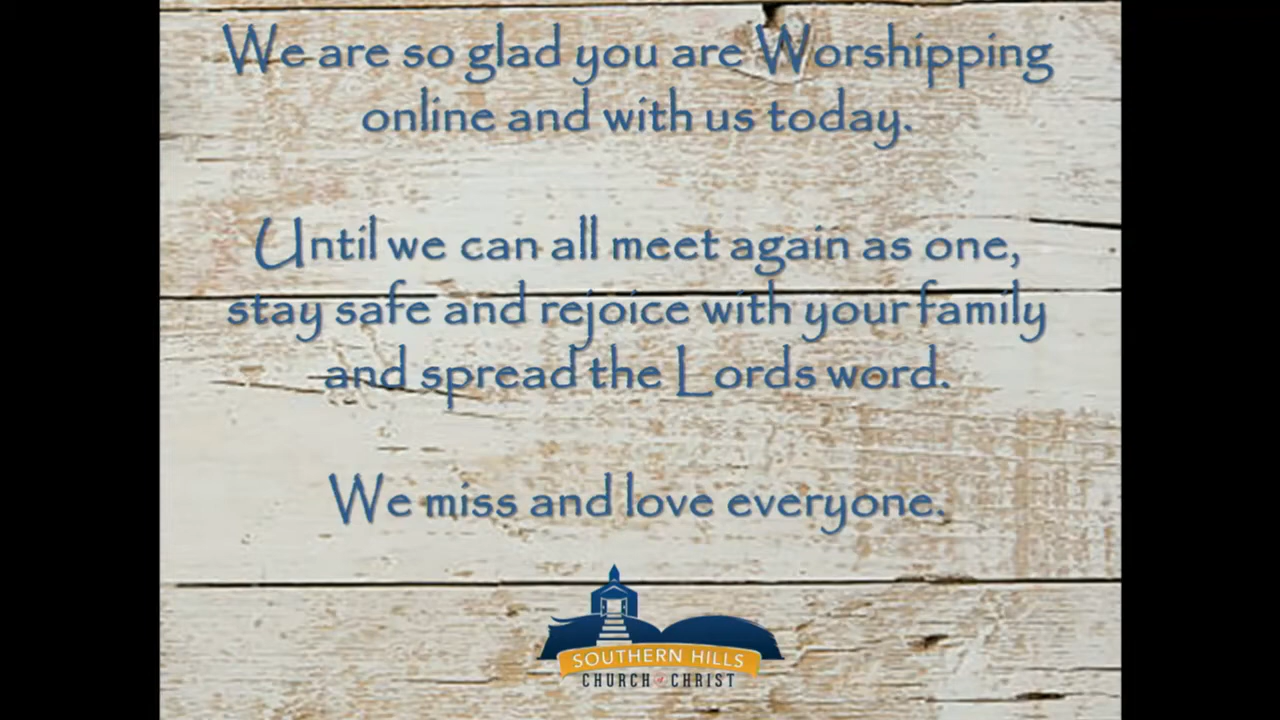 We are so glad you are Worshipping
online and with us today.
Until we can all meet again as one,
stay safe and rejoice with your family
and spread the Lords word.
We miss and love everyone.
SOUTHERN HILLS
CHURCH of CHRIST